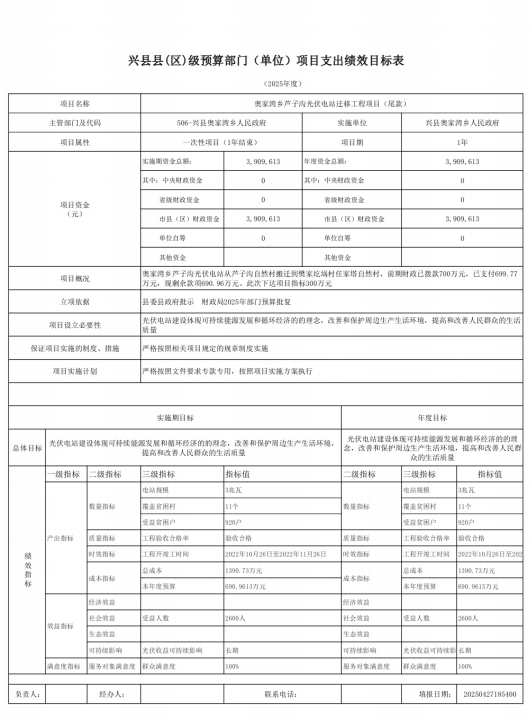 兴县县(区)级预算部门（单位）项目支出绩效目标表
（2025年度）
项目名称 奥家湾乡芦子沟光伏电站迁移工程项目（尾款）
主管部门及代码 506-兴县奥家湾乡人民政府 实施单位 兴县奥家湾乡人民政府
项目属性 一次性项目（1年结束） 项目期 1年
项目资金（元） 实施期资金总额： 3,909,613 年度资金总额： 3,909,613
其中：中央财政资金 0 其中：中央财政资金 0
省级财政资金 0 省级财政资金 0
市县（区）财政资金 3,909,613 市县（区）财政资金 3,909,613
单位自筹 0 单位自筹 0
其他资金 其他资金
项目概况 奥家湾乡芦子沟光伏电站从芦子沟自然村搬迁到樊家圪垴村任家塔自然村，前期财政已拨款700万元，已支付699.77
万元，现剩余款项690.96万元，此次下达项目指标300万元
立项依据 县委县政府批示　财政局2025年部门预算批复
项目设立必要性 光伏电站建设体现可持续能源发展和循环经济的的理念，改善和保护周边生产生活环境，提高和改善人民群众的生活
质量
保证项目实施的制度、措施 严格按照相关项目规定的规章制度实施
项目实施计划 严格按照文件要求专款专用，按照项目实施方案执行
实施期目标 年度目标
总体目标 光伏电站建设体现可持续能源发展和循环经济的的理念，改善和保护周边生产生活环境，
提高和改善人民群众的生活质量
光伏电站建设体现可持续能源发展和循环经济的的理
念，改善和保护周边生产生活环境，提高和改善人民群
众的生活质量
绩效指标
一级指标 二级指标 三级指标 指标值 二级指标 三级指标 指标值
产出指标 数量指标 电站规模 3兆瓦 数量指标 电站规模 3兆瓦
覆盖贫困村 11个 覆盖贫困村 11个
受益贫困户 920户 受益贫困户 920户
质量指标 工程验收合格率 验收合格 质量指标 工程验收合格率 验收合格
时效指标 工程开竣工时间 2022年10月26日至2022年11月26日 时效指标 工程开竣工时间 2022年10月26日至202
成本指标 总成本 1390.73万元 成本指标 总成本 1390.73万元
本年度预算 690.9613万元 本年度预算 690.9613万元
效益指标 经济效益 经济效益
社会效益 受益人数 2600人 社会效益 受益人数 2600人
生态效益 生态效益
可持续影响 光伏收益可持续影响 长期 可持续影响 光伏收益可持续影响 长期
满意度指标 服务对象满意度 群众满意度 100% 服务对象满意度 群众满意度 100%
负责人： 经办人： 联系电话： 填报日期： 20250427185400